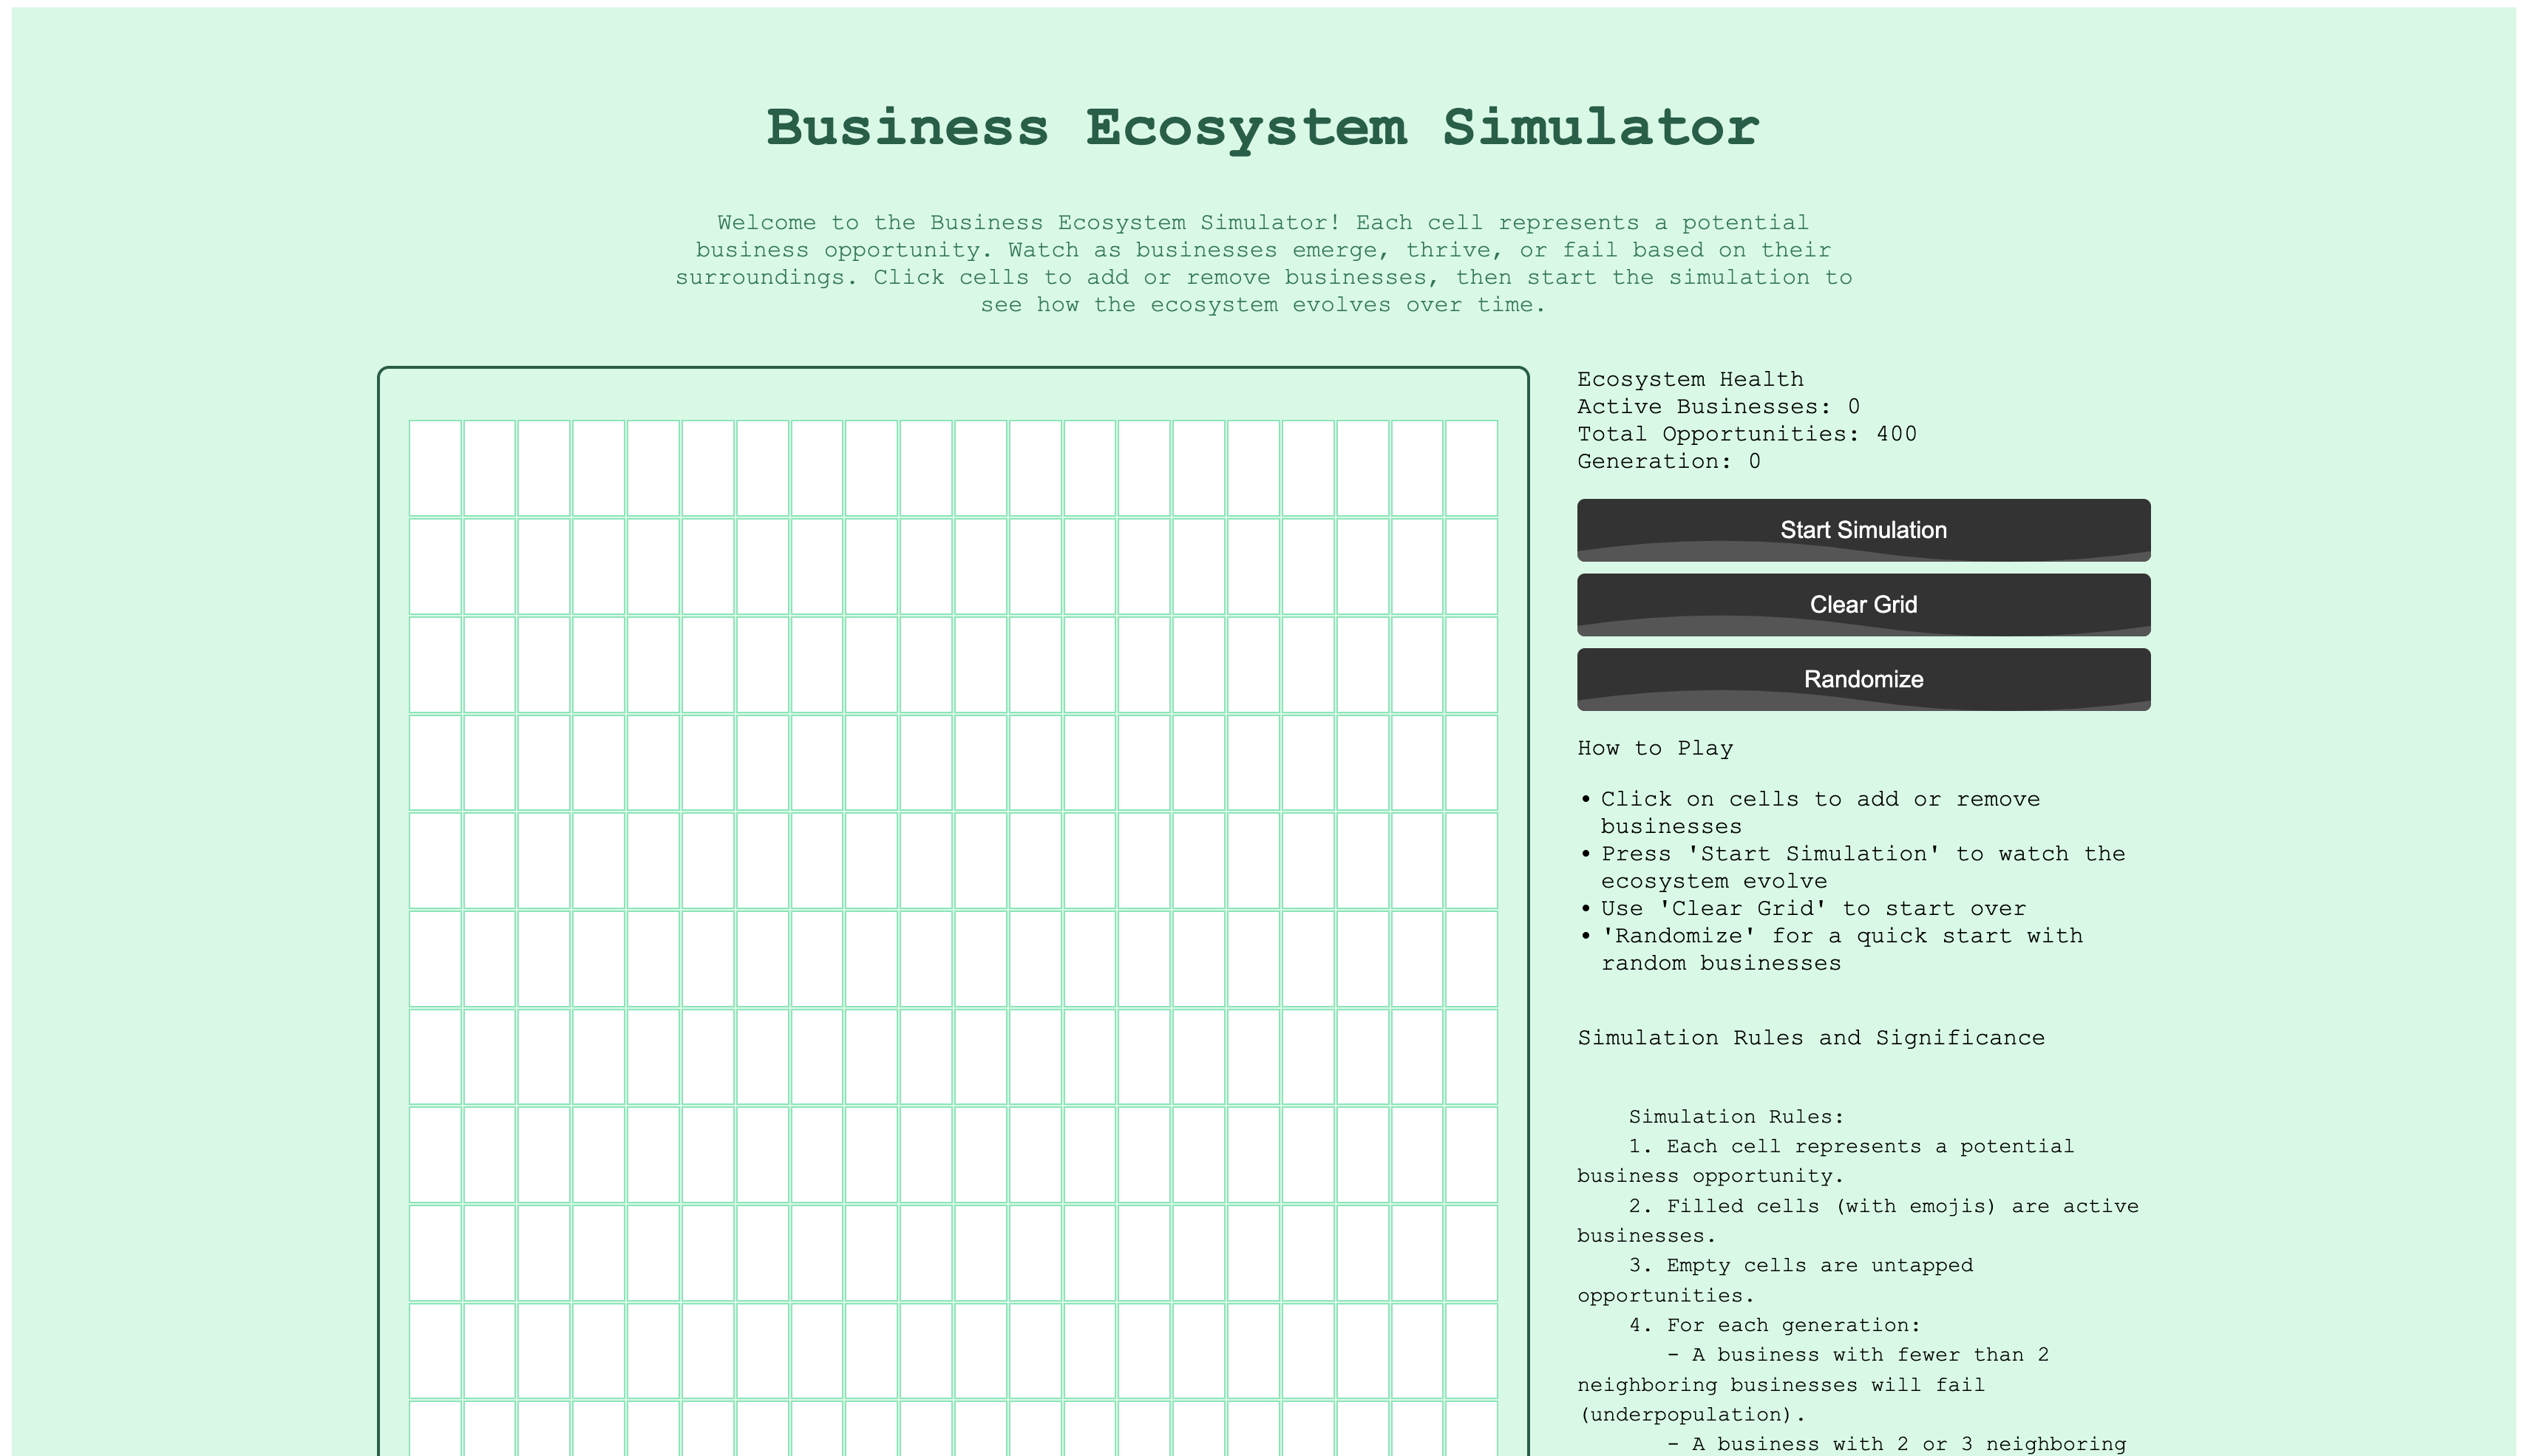 Business Ecosystem Simulator
Welcome to the Business Ecosystem Simulator! Each cell represents a potential
business opportunity. Watch as businesses emerge, thrive, or fail based on their
surroundings. Click cells to add or remove businesses, then start the simulation to
see how the ecosystem evolves over time.
Ecosystem Health
Active Businesses: 0
Total Opportunities: 400
Generation: 0
Start Simulation
Clear Grid
Randomize
How to Play
• Click on cells to add or remove
businesses
• Press 'Start Simulation' to watch the
ecosystem evolve
• Use 'Clear Grid' to start over
• 'Randomize' for a quick start with
random businesses
Simulation Rules and Significance
Simulation Rules:
1. Each cell represents a potential
business opportunity.
2. Filled cells (with emojis) are active
businesses.
3. Empty cells are untapped
opportunities.
4. For each generation:
- A business with fewer than 2
neighboring businesses will fail
(underpopulation).
- A business with 2 or 3 neighboring